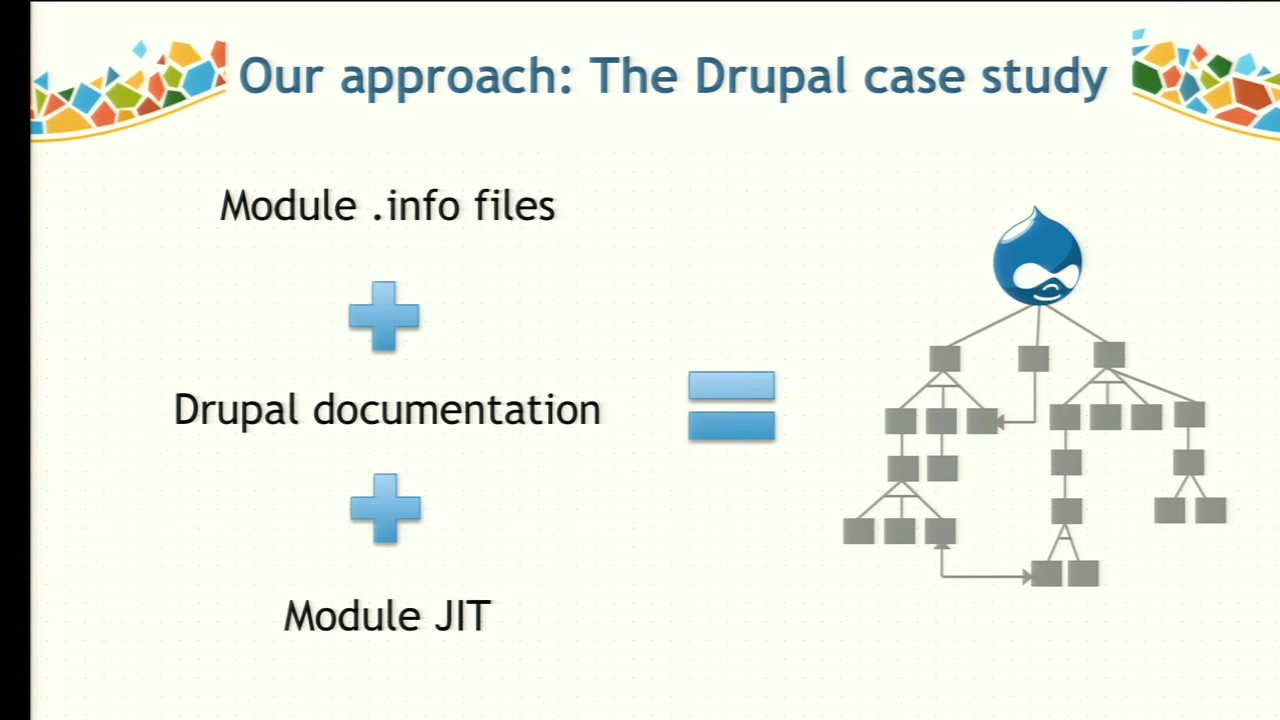 Our approach: The Drupal case study
Module .info files
Drupal documentation
Module JIT